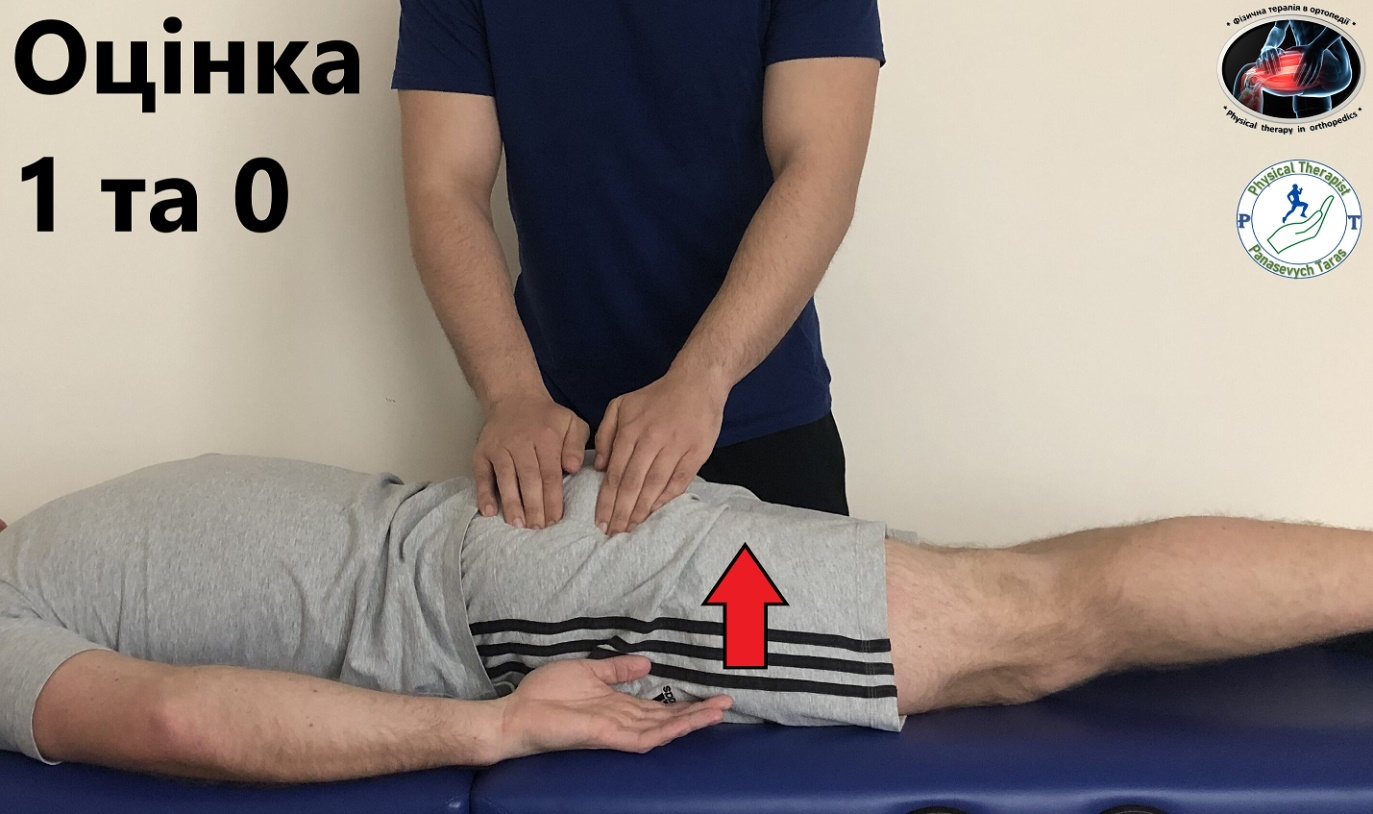 Оцінка
1 та 0
• Фізична терапія в ортопедії •
• Physical therapy in orthopedics •
Physical Therapist
P T
Panasevych Taras